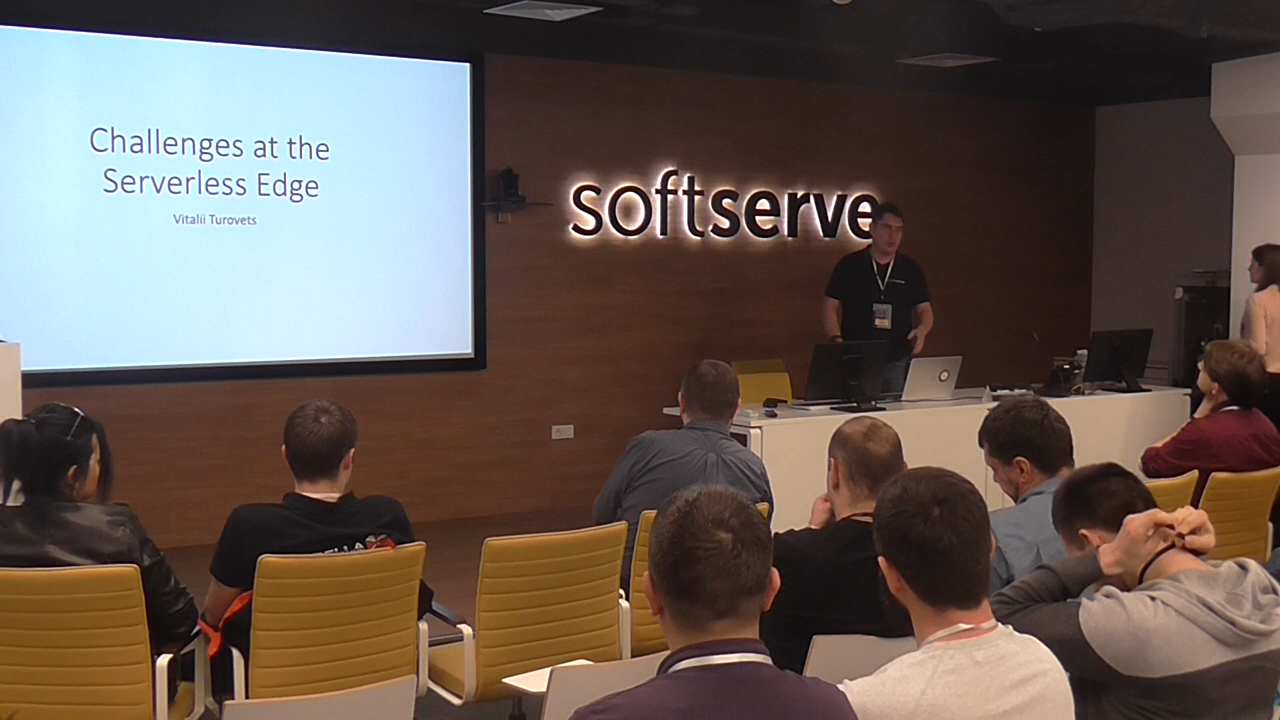 Challenges at the
Serverless Edge
Vitalii Turovets
softserve